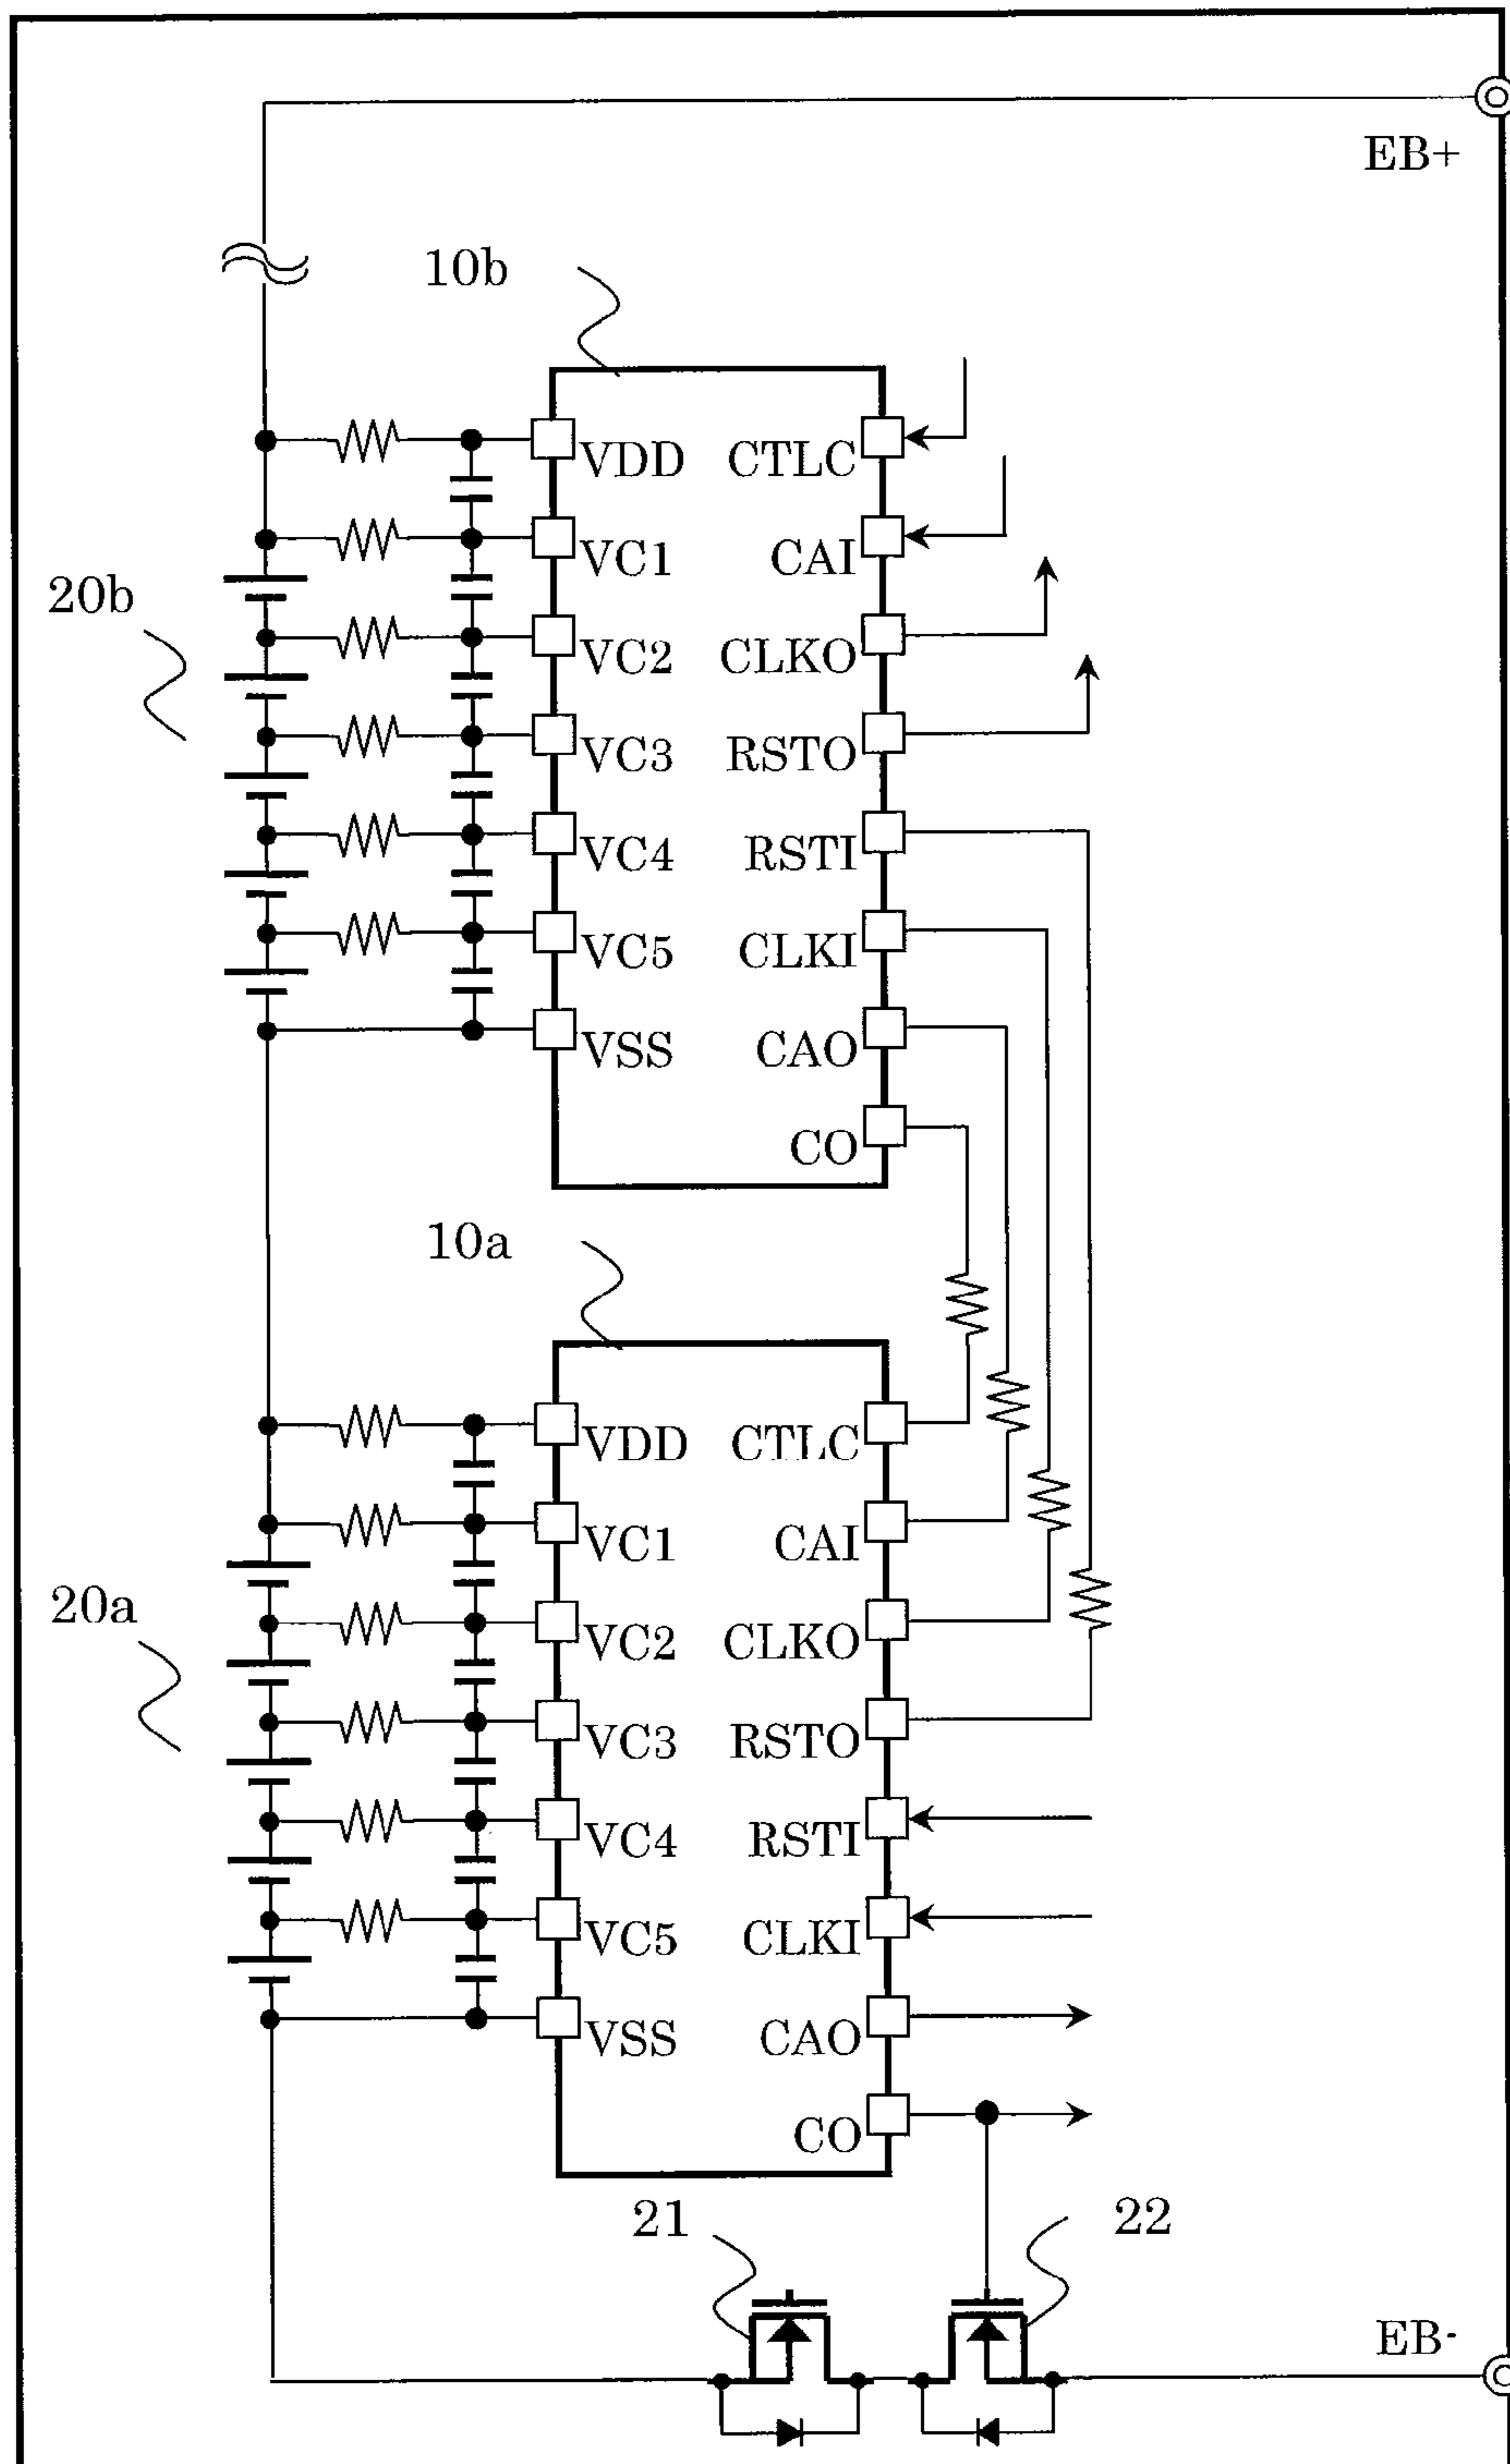 EB+
10b
VDD CTLC
VC1 CAI
20b
VC2 CLKO
VC3 RSTO
VC4 RSTI
VC5 CLKI
VSS CAO
CO
10a
VDD CTLC
VC1 CAI
20a
VC2 CLKO
VC3 RSTO
VC4 RSTI
VC5 CLKI
VSS CAO
CO
21 22
EB-